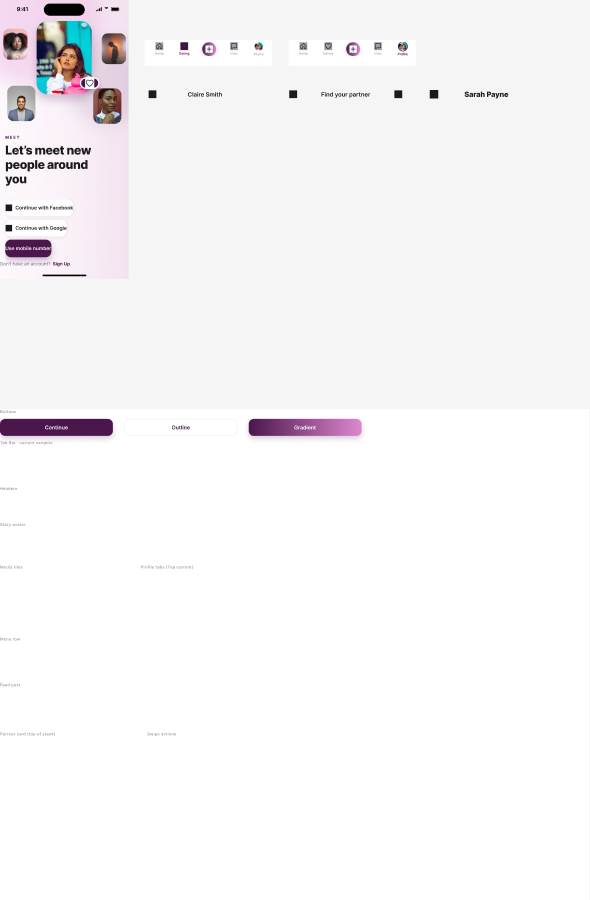 9:41
MEET
Let's meet new
people around
you
Continue with Facebook
Continue with Google
Use mobile number
Don't have an account? Sign Up
Home Dating Chat Profile
Home Dating Chat Profile
Claire Smith
Find your partner
Sarah Payne
Buttons
Continue
Outline
Gradient
Tab Bar · current variants
Headers
Story avatar
Media tiles
Profile tabs (Tap custom)
Menu row
Feed post
Partner card (top of stack)
Swipe actions